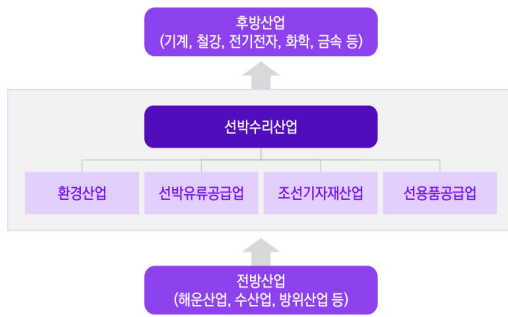 후방산업
(기계, 철강, 전기전자, 화학, 금속 등)
선박수리산업
환경산업
선박유류공급업
조선기자재산업
선용품공급업
전방산업
(해운산업, 수산업, 방위산업 등)